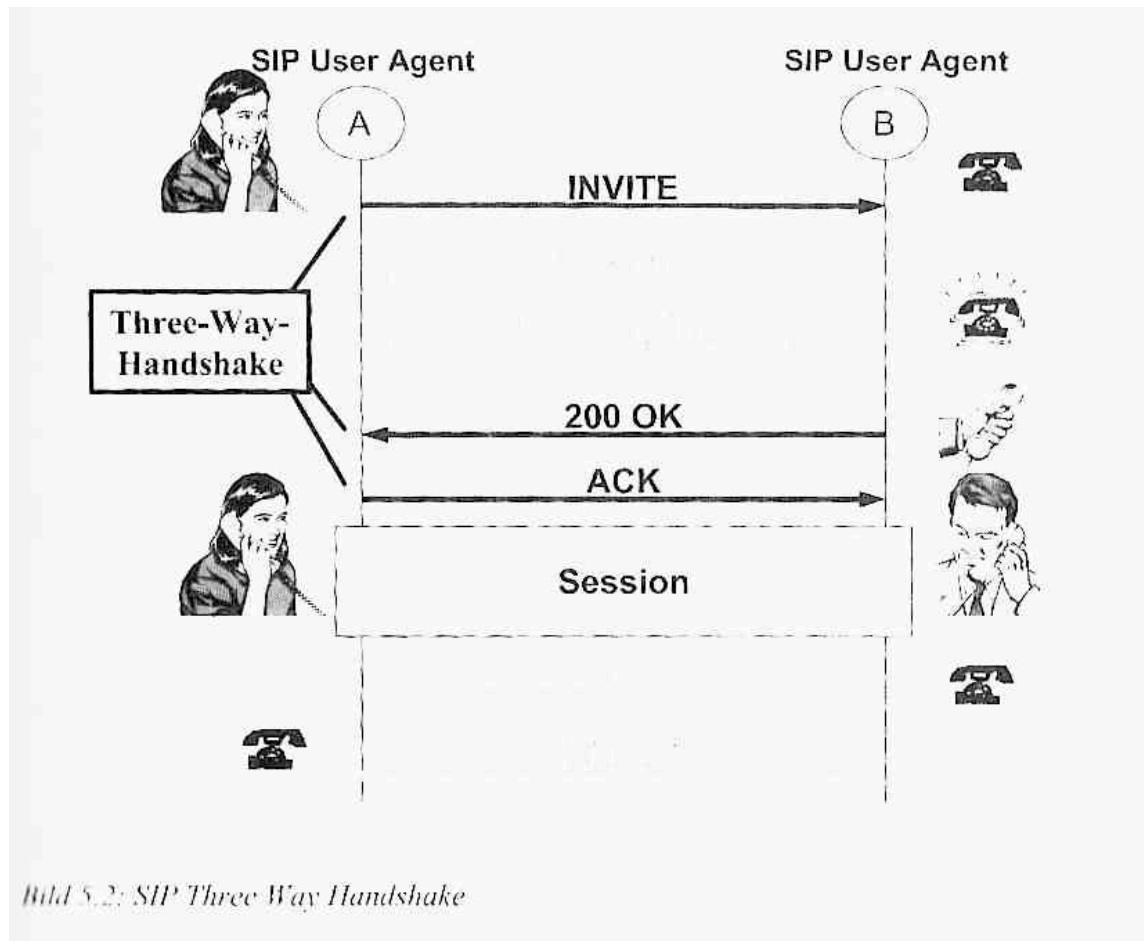 SIP User Agent
SIP User Agent
A
B
INVITE
Three-Way-
Handshake
200 OK
ACK
Session
Bild 5.2: SIP Three Way Handshake